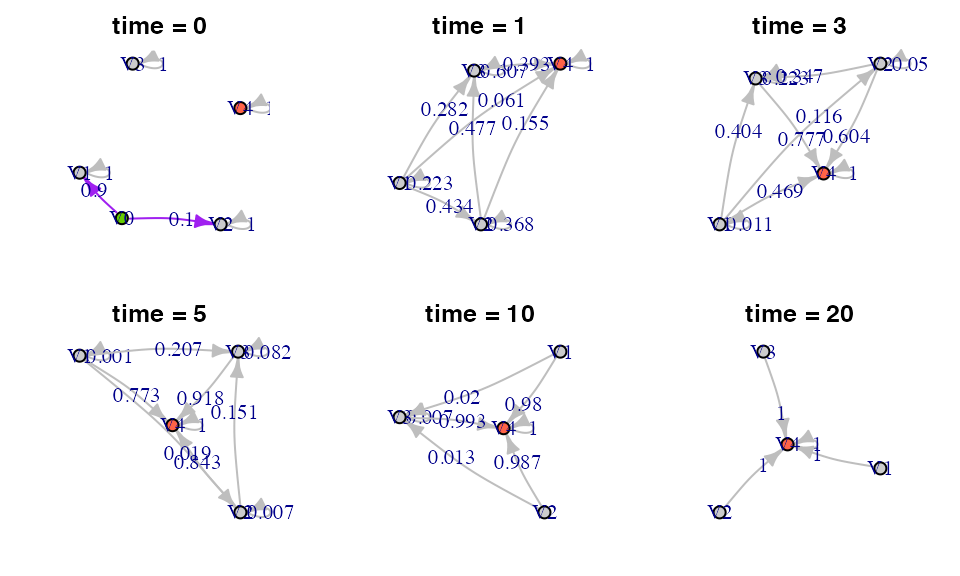 time = 0
V3 1
V4 1
V1 1
0.9
V0 0.1 V2 1
time = 1
V3 0.607 0.393 V4 1
0.282 0.061
0.477 0.155
V1 0.223
0.434
V2 0.368
time = 3
V3 0.223 0.347 V2 0.05
0.116
0.404 0.777 0.604
V4 1
0.469
V1 0.011
time = 5
V1 0.001 0.207 V3 0.082
0.773 0.918
0.151
V4 1
0.019
0.843
V2 0.007
time = 10
V1
0.02 0.98
V3 0.007 0.993 V4 1
0.013 0.987
V2
time = 20
V3
1
V4 1
1 1
V1
V2